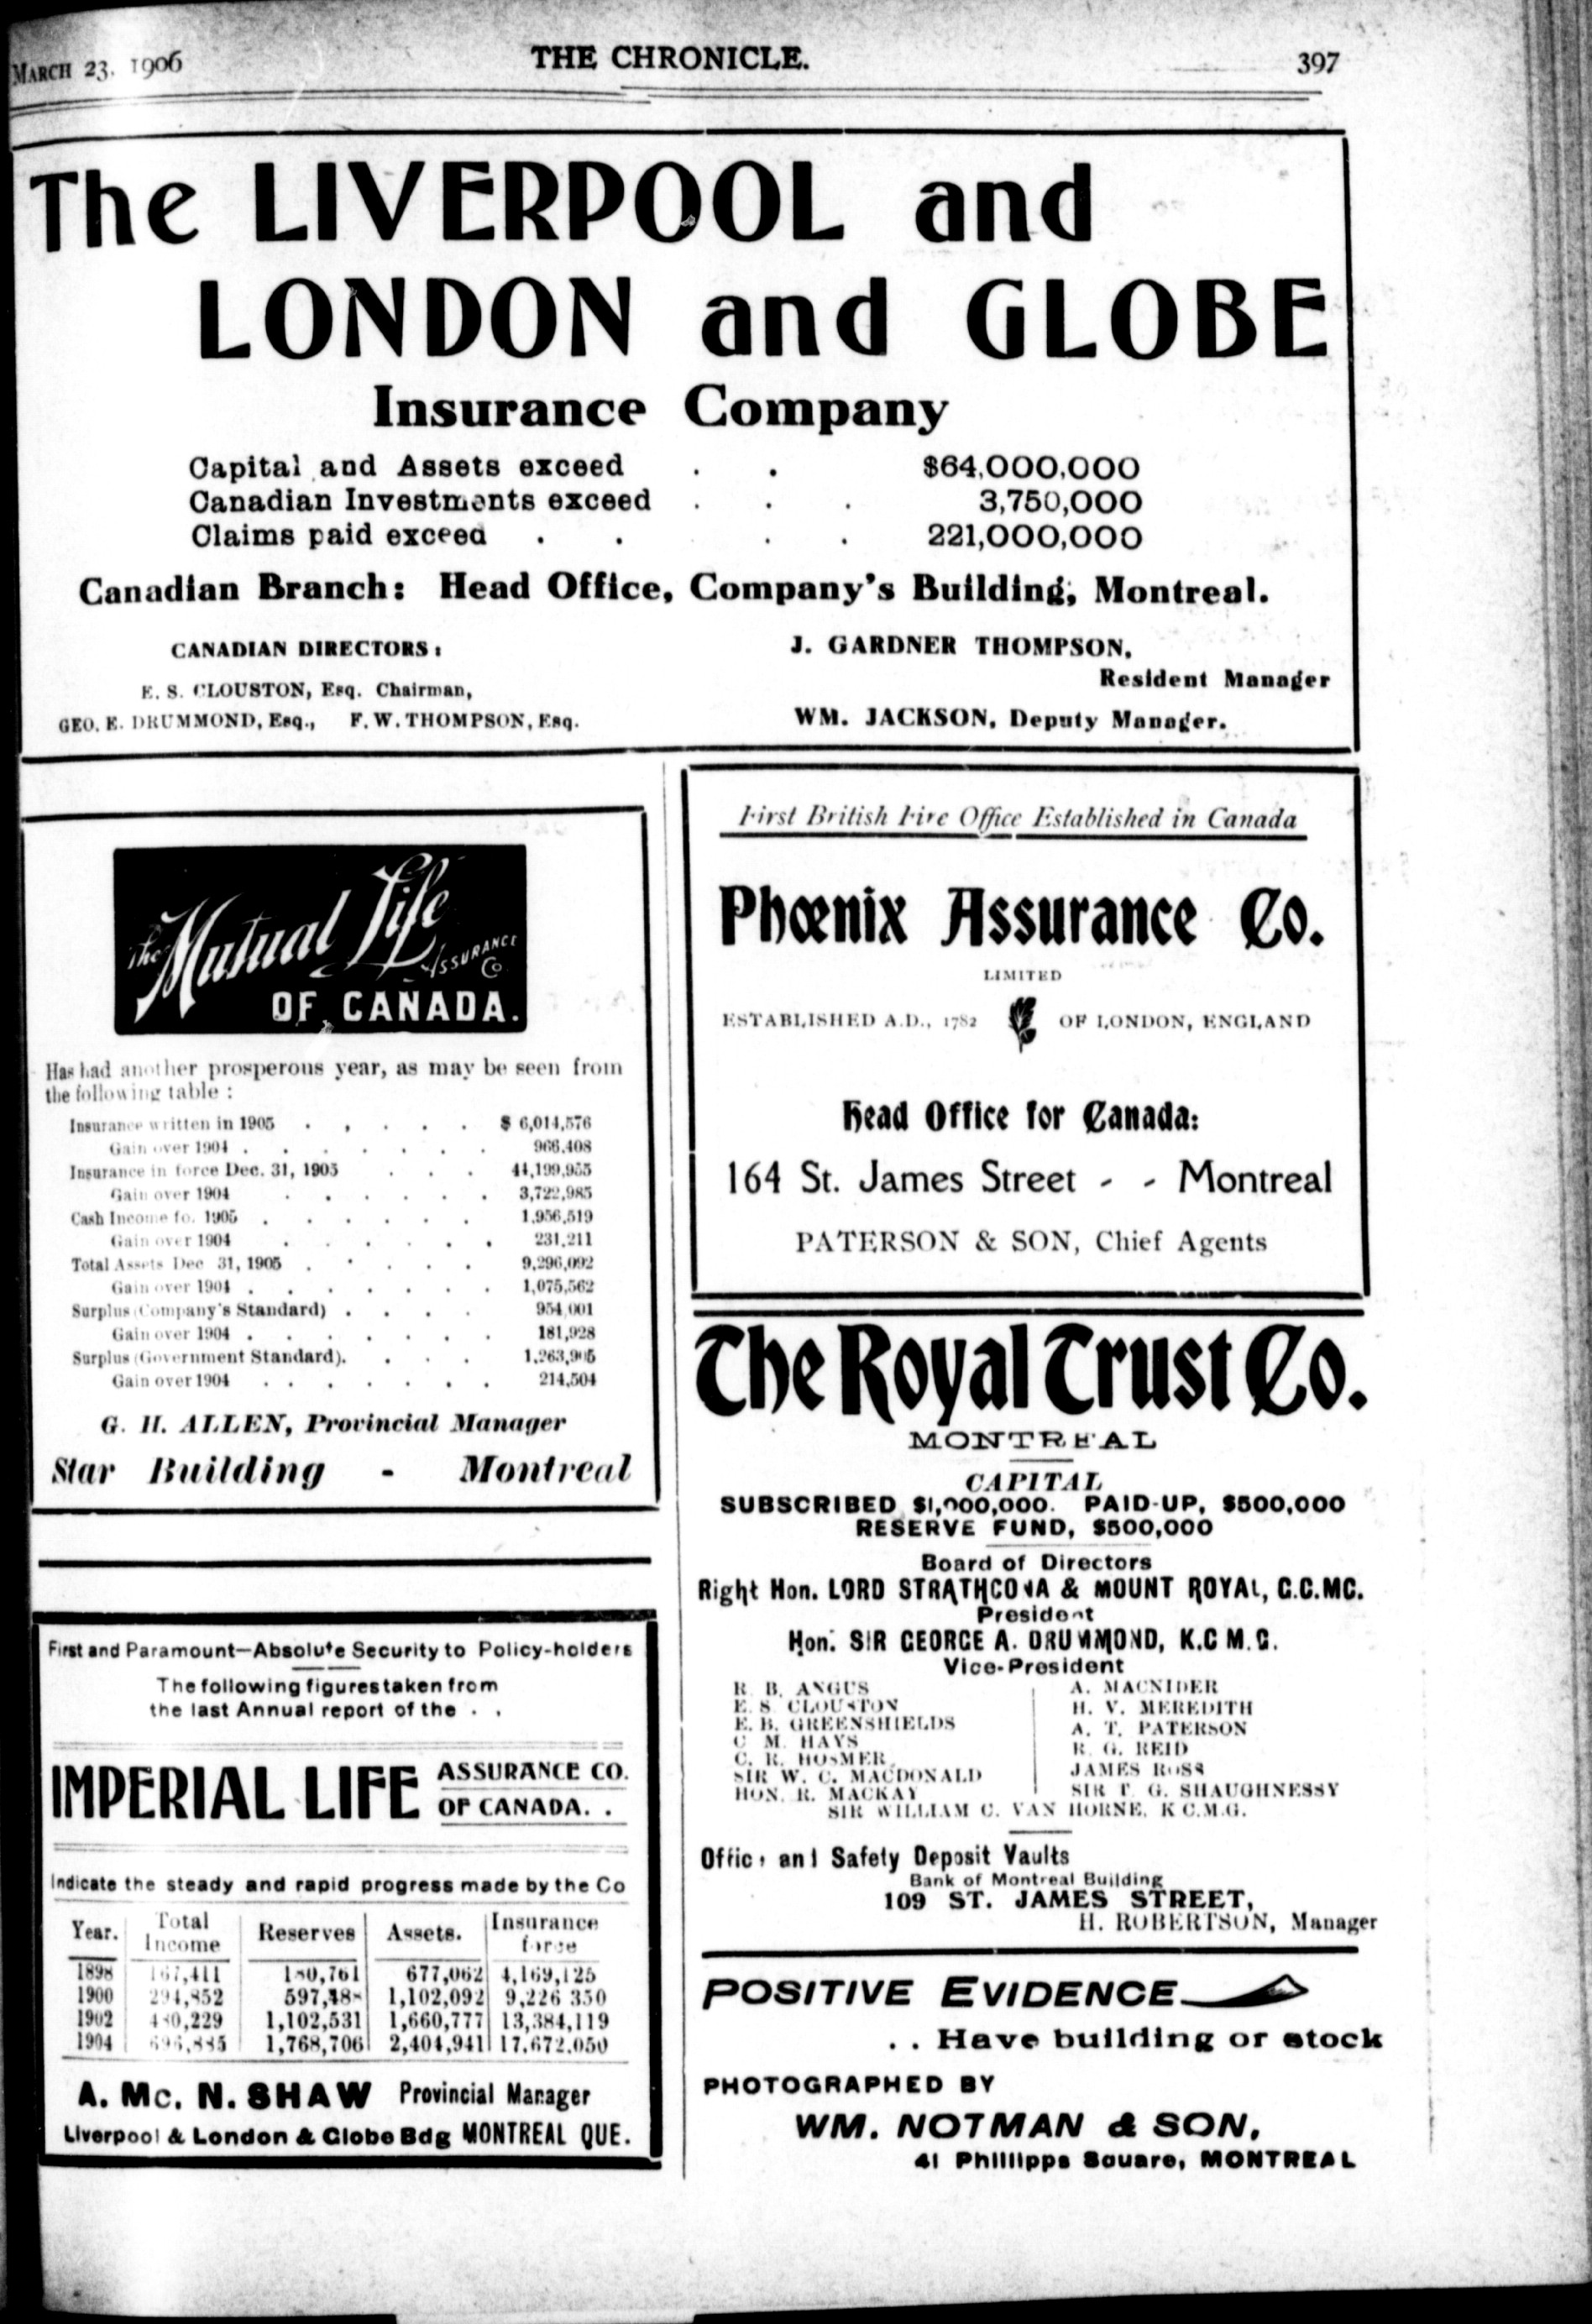 MARCH 23, 1906 THE CHRONICLE. 397
The LIVERPOOL and
LONDON and GLOBE
Insurance Company
Capital and Assets exceed . . $64,000,000
Canadian Investments exceed . . . 3,750,000
Claims paid exceed . . . . 221,000,000
Canadian Branch: Head Office, Company's Building, Montreal.
CANADIAN DIRECTORS:
E. S. CLOUSTON, Esq. Chairman,
GEO. E. DRUMMOND, Esq., F. W. THOMPSON, Esq.
J. GARDNER THOMPSON,
Resident Manager
WM. JACKSON, Deputy Manager.
The Mutual Life
ASSURANCE
Co
OF CANADA.
Has had another prosperous year, as may be seen from
the following table :
Insurance written in 1905 . . . . . $ 6,014,576
Gain over 1904 . . . . . . . 966,408
Insurance in force Dec. 31, 1905 . . . 44,199,955
Gain over 1904 . . . . . . 3,722,985
Cash Income fo. 1905 . . . . . . 1,956,519
Gain over 1904 . . . . . . 231,211
Total Assets Dec 31, 1905 . . . . . 9,296,092
Gain over 1904 . . . . . . . 1,075,562
Surplus (Company's Standard) . . . . 954 001
Gain over 1904 . . . . . . . 181,928
Surplus (Government Standard). . . . 1,263,905
Gain over 1904 . . . . . . . 214,504
G. H. ALLEN, Provincial Manager
Star Building - Montreal
First and Paramount—Absolute Security to Policy-holders
The following figures taken from
the last Annual report of the . .
IMPERIAL LIFE ASSURANCE CO.
OF CANADA. .
Indicate the steady and rapid progress made by the Co
Year. Total Income Reserves Assets. Insurance force
1898 167,411 180,761 677,062 4,169,125
1900 294,852 597,48 1,102,092 9,226 350
1902 480,229 1,102,531 1,660,777 13,384,119
1904 1,768,706 2,404,941 17,672,050
A. Mc. N. SHAW Provincial Manager
Liverpool & London & Globe Bdg MONTREAL QUE.
First British Fire Office Established in Canada
Phœnix Assurance Co.
LIMITED
ESTABLISHED A.D., 1782 OF LONDON, ENGLAND
Head Office for Canada:
164 St. James Street - - Montreal
PATERSON & SON, Chief Agents
The Royal Trust Co.
MONTREAL
CAPITAL
SUBSCRIBED $1,000,000. PAID-UP, $500,000
RESERVE FUND, $500,000
Board of Directors
Right Hon. LORD STRATHCONA & MOUNT ROYAL, G.C.MG.
President
Hon. SIR GEORGE A. DRUMMOND, K.C M.G.
Vice-President
R. B. ANGUS
E. S CLOUSTON
E. B. GREENSHIELDS
C M. HAYS
C. R. HOSMER
SIR W. C. MACDONALD
HON. R. MACKAY
A. MACNIDER
H. V. MEREDITH
A. T. PATERSON
R. G. REID
JAMES ROSS
SIR T. G. SHAUGHNESSY
SIR WILLIAM C. VAN HORNE, K C.M.G.
Office and Safety Deposit Vaults
Bank of Montreal Building
109 ST. JAMES STREET,
H. ROBERTSON, Manager
POSITIVE EVIDENCE
. . Have building or stock
PHOTOGRAPHED BY
WM. NOTMAN & SON,
41 Phillipps Square, MONTREAL